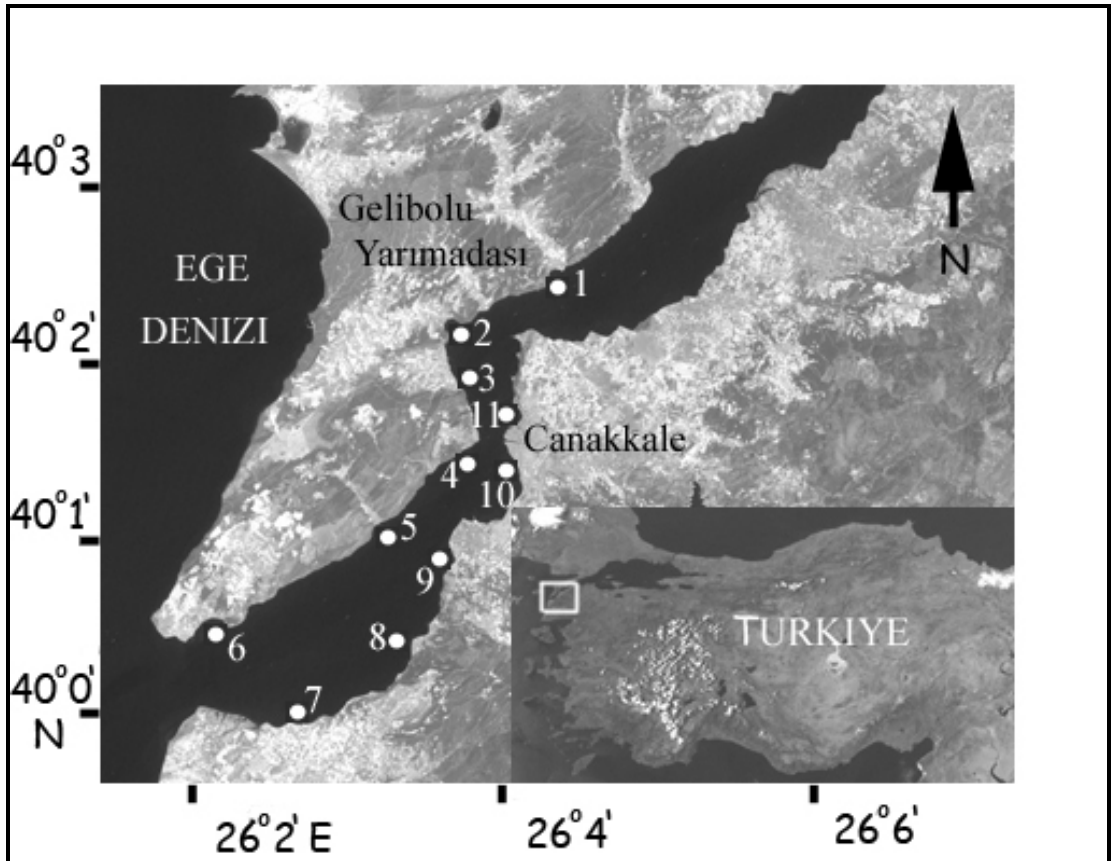 40°3
Gelibolu
Yarımadası
N
EGE
DENIZI
1
40°2'
2
3
11
Canakkale
4
10
40°1'
5
9
TURKIYE
6
8
40°0'
7
N
26°2' E
26°4'
26°6'